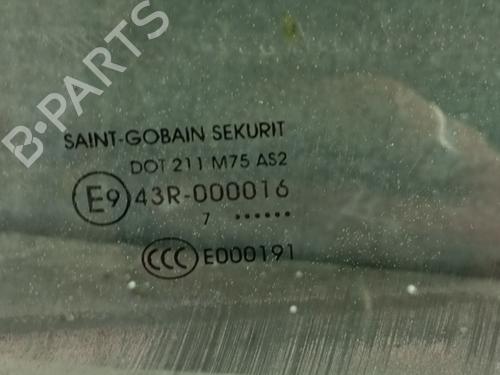 B-PARTS
SAINT-GOBAIN SEKURIT
DOT 211 M75 AS2
E9 43R-000016
7 ••••••
CCC E000191